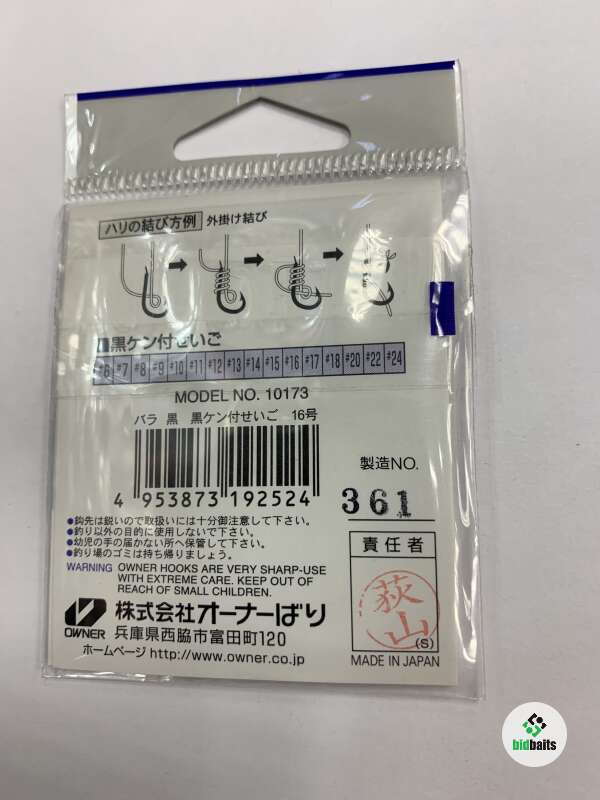 ハリの結び方例 外掛け結び
黒ケン付せいご
#6 #7 #8 #9 #10 #11 #12 #13 #14 #15 #16 #17 #18 #20 #22 #24
MODEL NO. 10173
バラ 黒 黒ケン付せいご 16号
4 953873 192524
製造NO.
361
●鈎先は鋭いので取扱いには十分御注意して下さい。
●釣り以外の目的に使用しないで下さい。
●幼児の手の届かない所へ保管して下さい。
●釣り場のゴミは持ち帰りましょう。
WARNING OWNER HOOKS ARE VERY SHARP-USE
WITH EXTREME CARE. KEEP OUT OF
REACH OF SMALL CHILDREN.
責任者
荻山
(S)
MADE IN JAPAN
OWNER
株式会社オーナーばり
兵庫県西脇市富田町120
ホームページ http://www.owner.co.jp
bidbaits